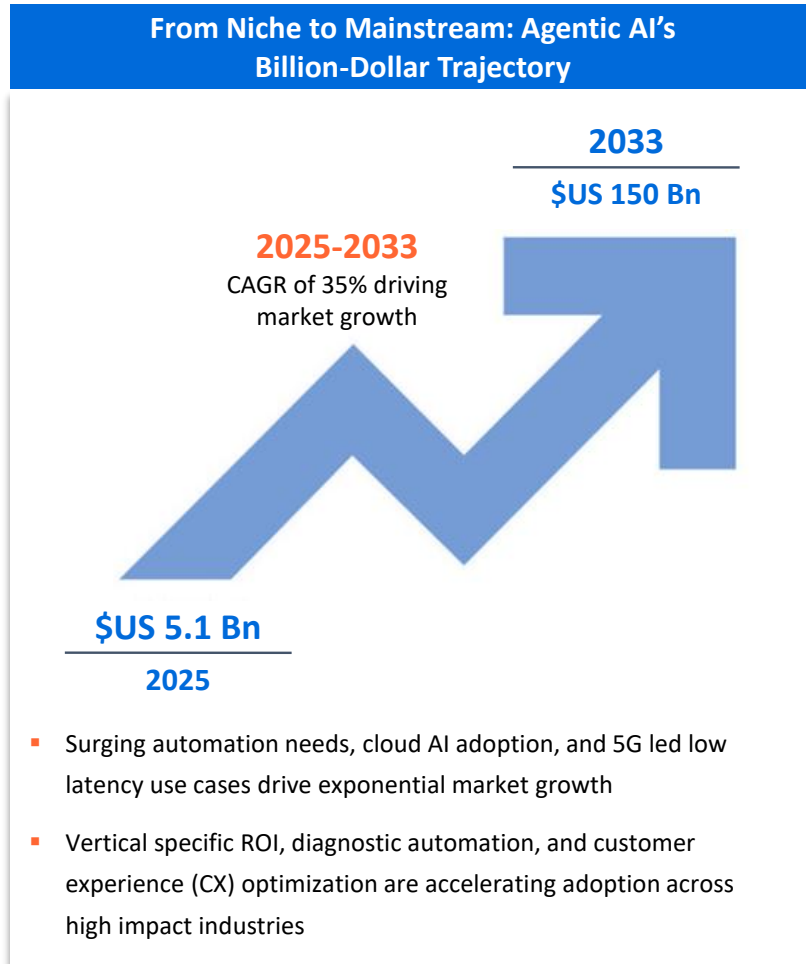 From Niche to Mainstream: Agentic AI’s
Billion-Dollar Trajectory
2033
$US 150 Bn
2025-2033
CAGR of 35% driving
market growth
$US 5.1 Bn
2025
▪ Surging automation needs, cloud AI adoption, and 5G led low
latency use cases drive exponential market growth
▪ Vertical specific ROI, diagnostic automation, and customer
experience (CX) optimization are accelerating adoption across
high impact industries